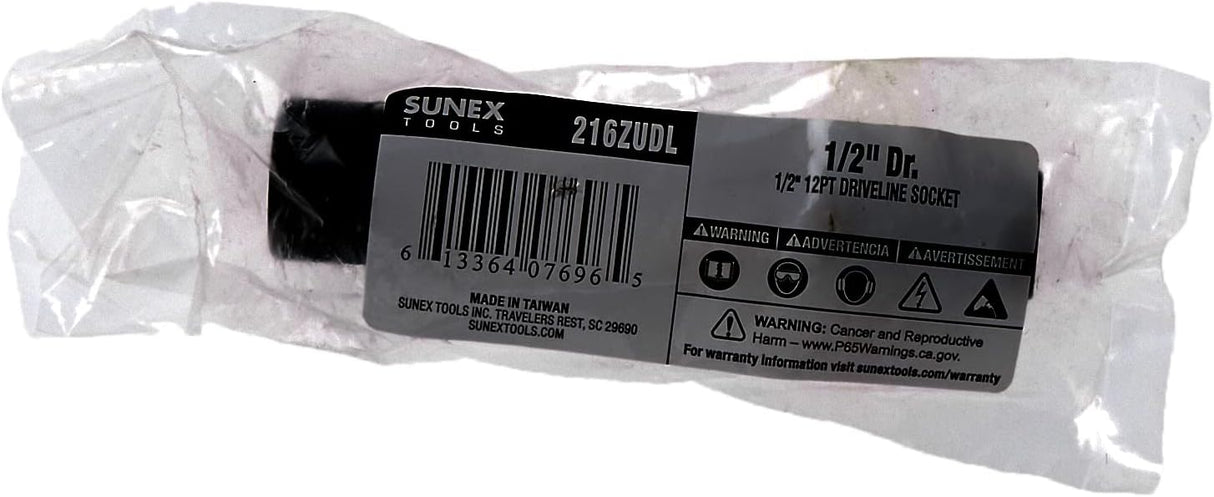 SUNEX
TOOLS
216ZUDL
6 13364 07696 5
MADE IN TAIWAN
SUNEX TOOLS INC. TRAVELERS REST, SC 29690
SUNEXTOOLS.COM
1/2" Dr.
1/2" 12PT DRIVELINE SOCKET
WARNING
ADVERTENCIA
AVERTISSEMENT
WARNING: Cancer and Reproductive
Harm – www.P65Warnings.ca.gov.
For warranty information visit sunextools.com/warranty